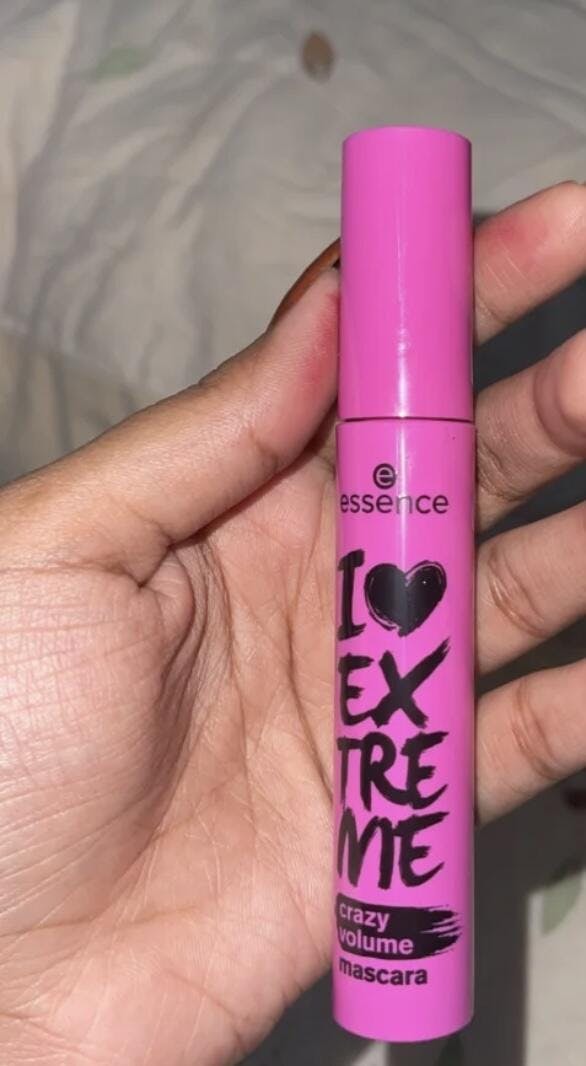 e
essence
I ♥
EX
TRE
ME
crazy
volume
mascara